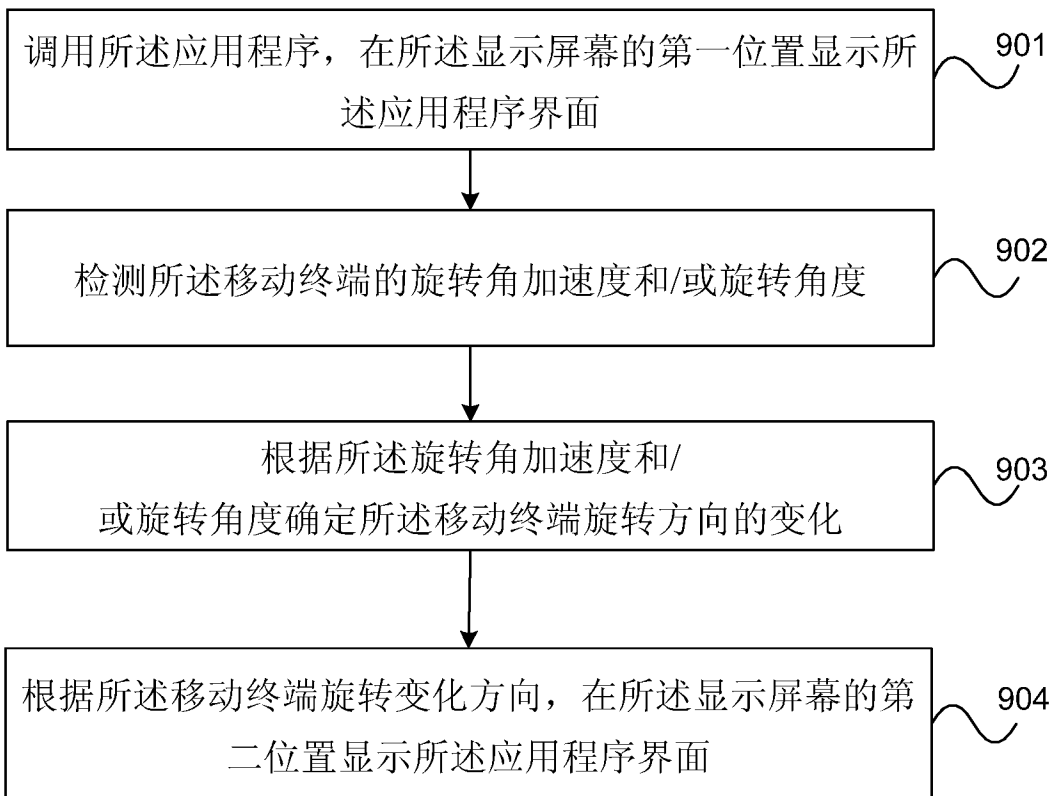 调用所述应用程序，在所述显示屏幕的第一位置显示所
述应用程序界面
901
检测所述移动终端的旋转角加速度和/或旋转角度
902
根据所述旋转角加速度和/
或旋转角度确定所述移动终端旋转方向的变化
903
根据所述移动终端旋转变化方向，在所述显示屏幕的第
二位置显示所述应用程序界面
904